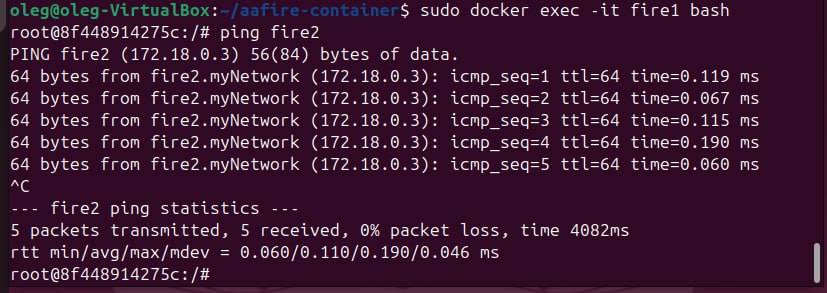 oleg@oleg-VirtualBox:~/aafire-container$ sudo docker exec -it fire1 bash
root@8f448914275c:/# ping fire2
PING fire2 (172.18.0.3) 56(84) bytes of data.
64 bytes from fire2.myNetwork (172.18.0.3): icmp_seq=1 ttl=64 time=0.119 ms
64 bytes from fire2.myNetwork (172.18.0.3): icmp_seq=2 ttl=64 time=0.067 ms
64 bytes from fire2.myNetwork (172.18.0.3): icmp_seq=3 ttl=64 time=0.115 ms
64 bytes from fire2.myNetwork (172.18.0.3): icmp_seq=4 ttl=64 time=0.190 ms
64 bytes from fire2.myNetwork (172.18.0.3): icmp_seq=5 ttl=64 time=0.060 ms
^C
--- fire2 ping statistics ---
5 packets transmitted, 5 received, 0% packet loss, time 4082ms
rtt min/avg/max/mdev = 0.060/0.110/0.190/0.046 ms
root@8f448914275c:/#